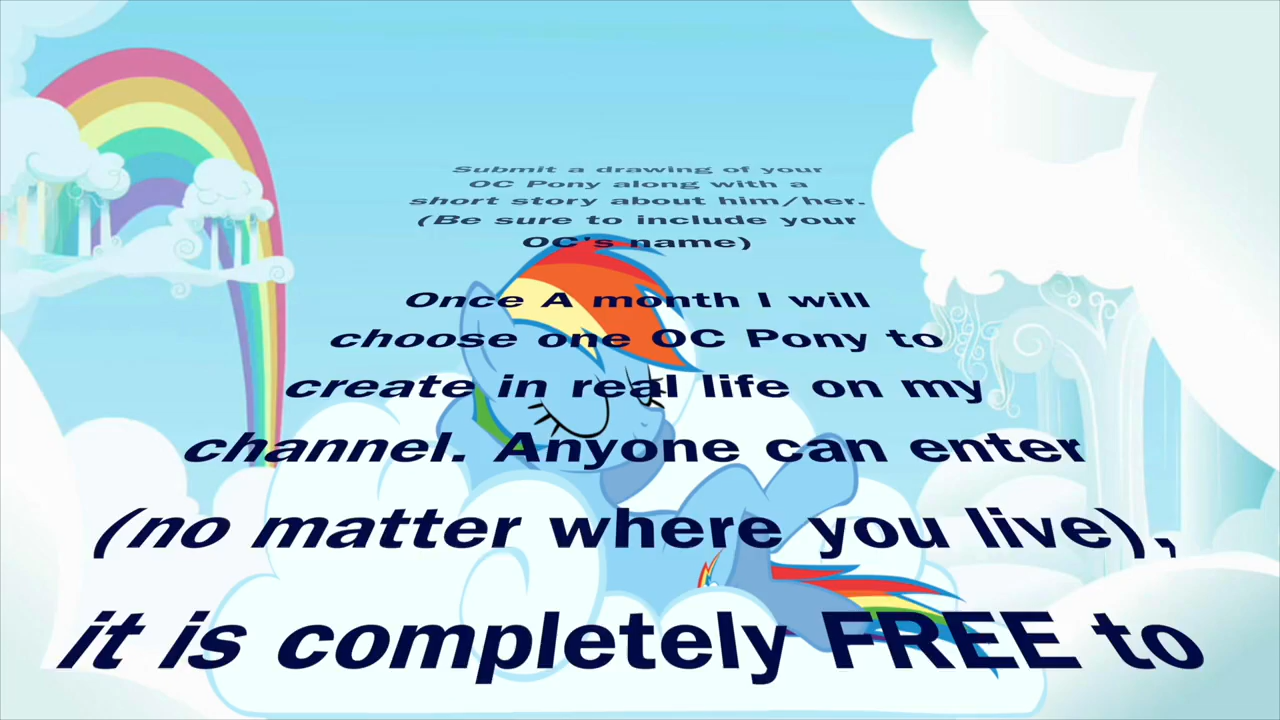 Submit a drawing of your
OC Pony along with a
short story about him/her.
(Be sure to include your
OC's name)
Once A month I will
choose one OC Pony to
create in real life on my
channel. Anyone can enter
(no matter where you live),
it is completely FREE to